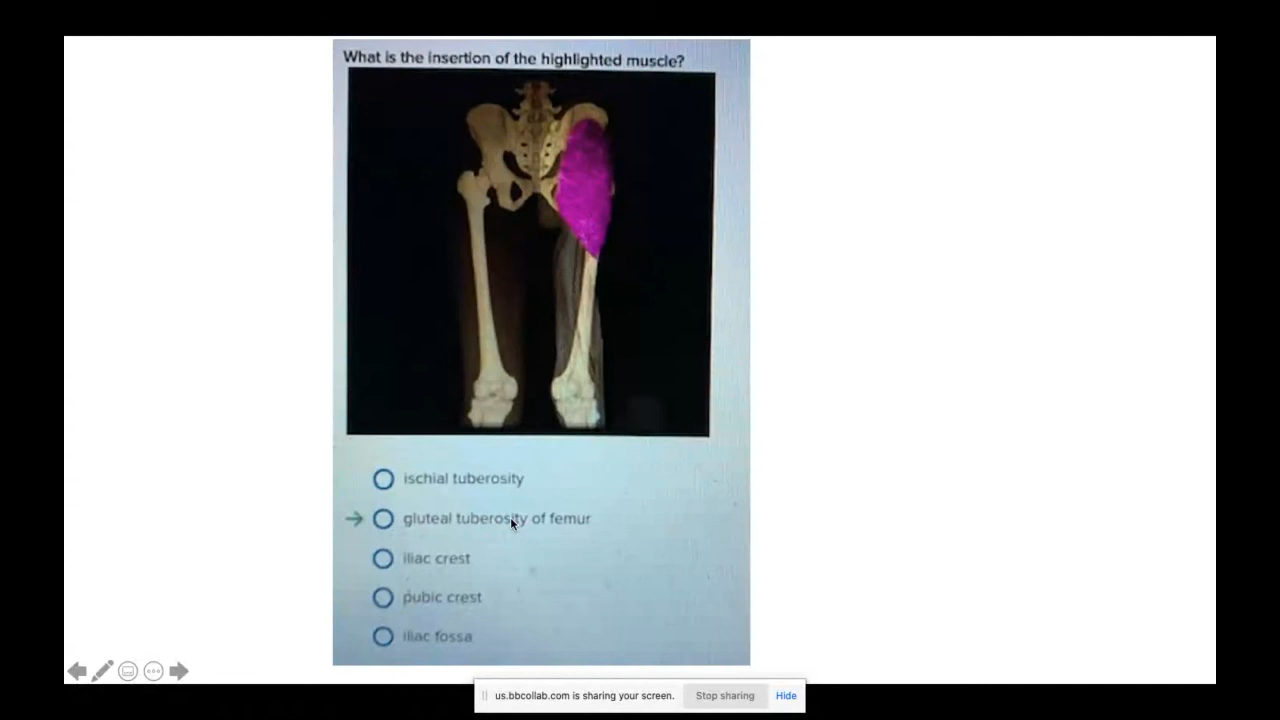 What is the insertion of the highlighted muscle?
ischial tuberosity
gluteal tuberosity of femur
iliac crest
pubic crest
iliac fossa
us.bbcollab.com is sharing your screen. Stop sharing Hide